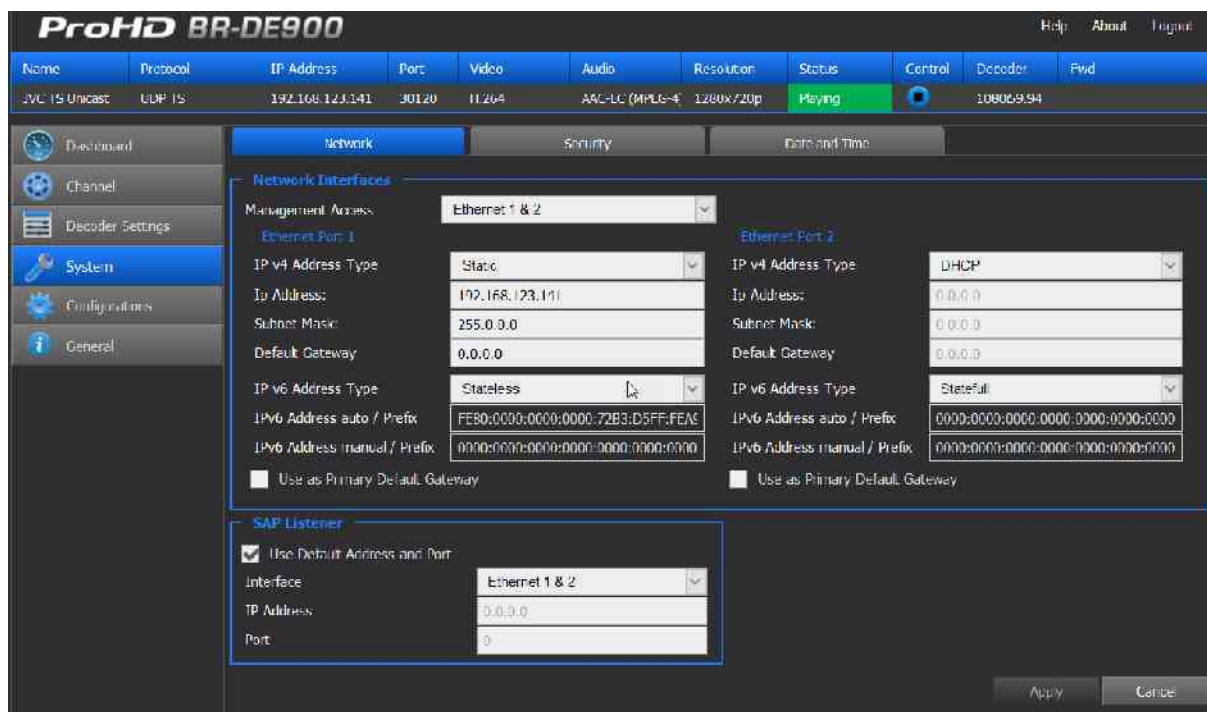 ProHD BR-DE900
Help About Logout
Name Protocol IP Address Port Video Audio Resolution Status Control Decoder Fwd
JVC TS Unicast UDP TS 192.168.123.141 30120 H.264 AAC-LC (MPEG-4) 1280x720p Playing 1080i59.94
Dashboard
Channel
Decoder Settings
System
Configurations
General
Network Security Date and Time
Network Interfaces
Management Access Ethernet 1 & 2
Ethernet Port 1 Ethernet Port 2
IP v4 Address Type Static IP v4 Address Type DHCP
Ip Address: 192.168.123.141 Ip Address: 0.0.0.0
Subnet Mask: 255.0.0.0 Subnet Mask: 0.0.0.0
Default Gateway 0.0.0.0 Default Gateway 0.0.0.0
IP v6 Address Type Stateless IP v6 Address Type Statefull
IPv6 Address auto / Prefix FE80:0000:0000:0000:72B3:D5FF:FEA9 IPv6 Address auto / Prefix 0000:0000:0000:0000:0000:0000:0000
IPv6 Address manual / Prefix 0000:0000:0000:0000:0000:0000:0000 IPv6 Address manual / Prefix 0000:0000:0000:0000:0000:0000:0000
Use as Primary Default Gateway Use as Primary Default Gateway
SAP Listener
Use Default Address and Port
Interface Ethernet 1 & 2
IP Address 0.0.0.0
Port 0
Apply Cancel